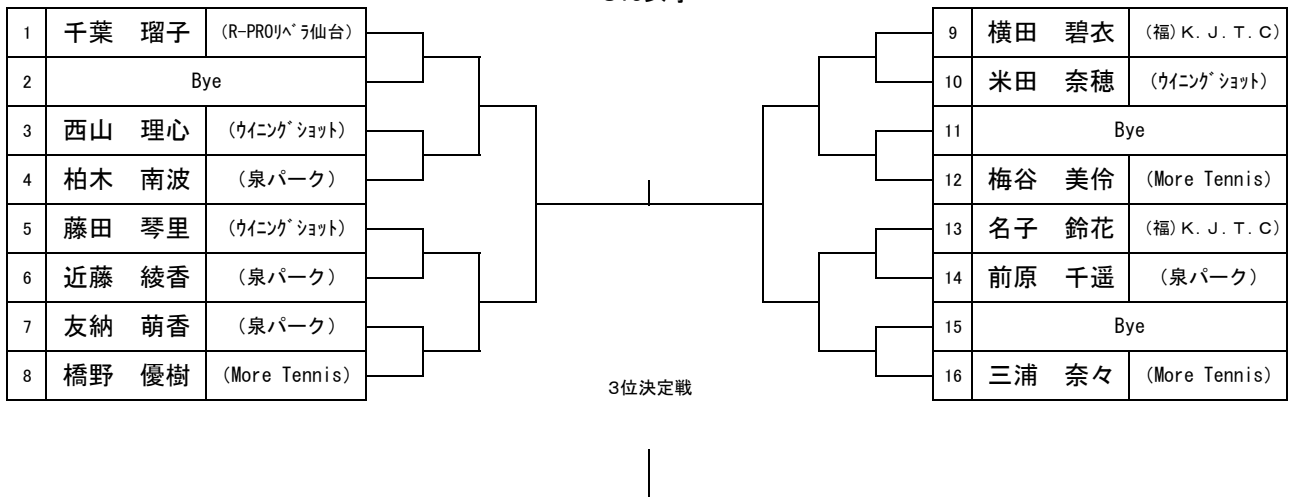 1 千葉 瑠子 (R-PROﾘﾍﾞﾗ仙台)
2 Bye
3 西山 理心 (ｳｲﾆﾝｸﾞｼｮｯﾄ)
4 柏木 南波 (泉パーク)
5 藤田 琴里 (ｳｲﾆﾝｸﾞｼｮｯﾄ)
6 近藤 綾香 (泉パーク)
7 友納 萌香 (泉パーク)
8 橋野 優樹 (More Tennis)
3位決定戦
9 横田 碧衣 (福)Ｋ．Ｊ．Ｔ．Ｃ)
10 米田 奈穂 (ｳｲﾆﾝｸﾞｼｮｯﾄ)
11 Bye
12 梅谷 美伶 (More Tennis)
13 名子 鈴花 (福)Ｋ．Ｊ．Ｔ．Ｃ)
14 前原 千遥 (泉パーク)
15 Bye
16 三浦 奈々 (More Tennis)